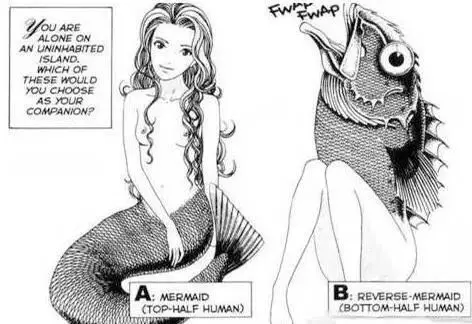 YOU ARE
ALONE ON
AN UNINHABITED
ISLAND.
WHICH OF
THESE WOULD
YOU CHOOSE
AS YOUR
COMPANION?
FWAP
FWAP
A: MERMAID
(TOP-HALF HUMAN)
B: REVERSE-MERMAID
(BOTTOM-HALF HUMAN)